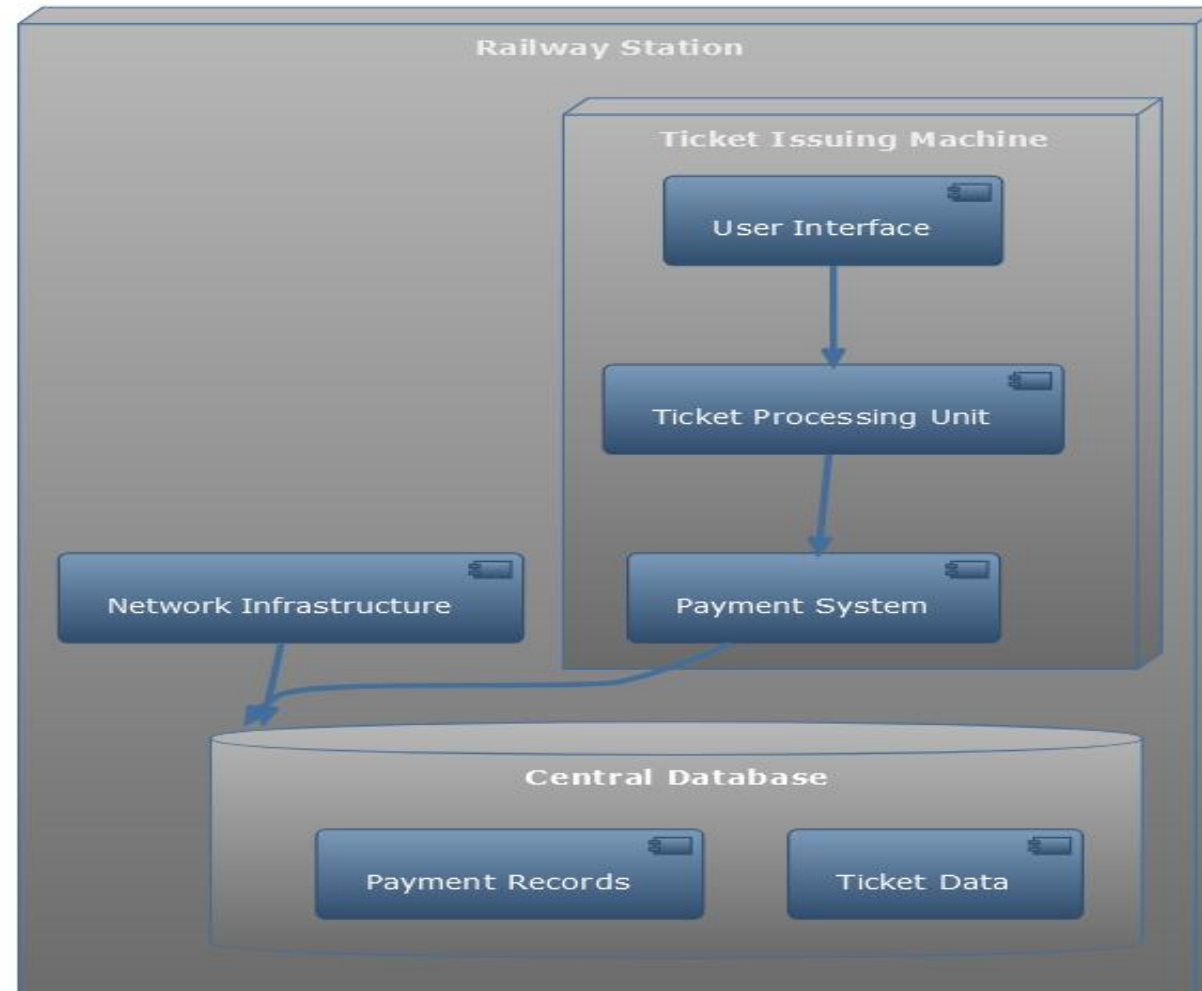 Railway Station
Ticket Issuing Machine
User Interface
Ticket Processing Unit
Network Infrastructure
Payment System
Central Database
Payment Records
Ticket Data